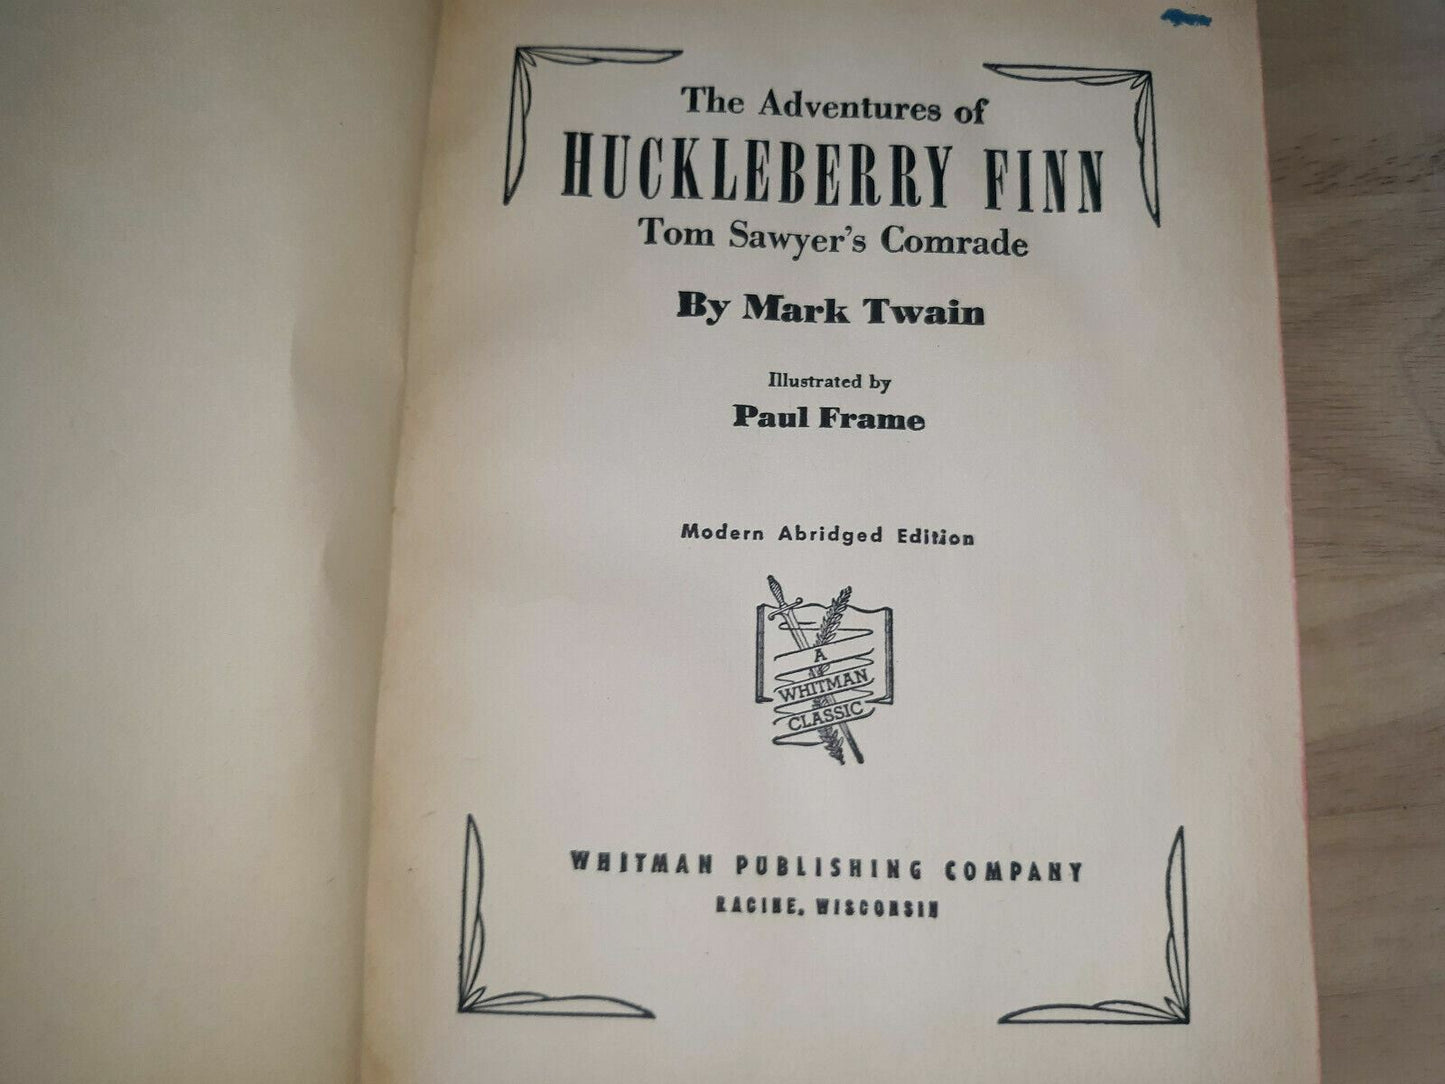 The Adventures of
HUCKLEBERRY FINN
Tom Sawyer's Comrade
By Mark Twain
Illustrated by
Paul Frame
Modern Abridged Edition
A
WHITMAN
CLASSIC
WHITMAN PUBLISHING COMPANY
RACINE, WISCONSIN